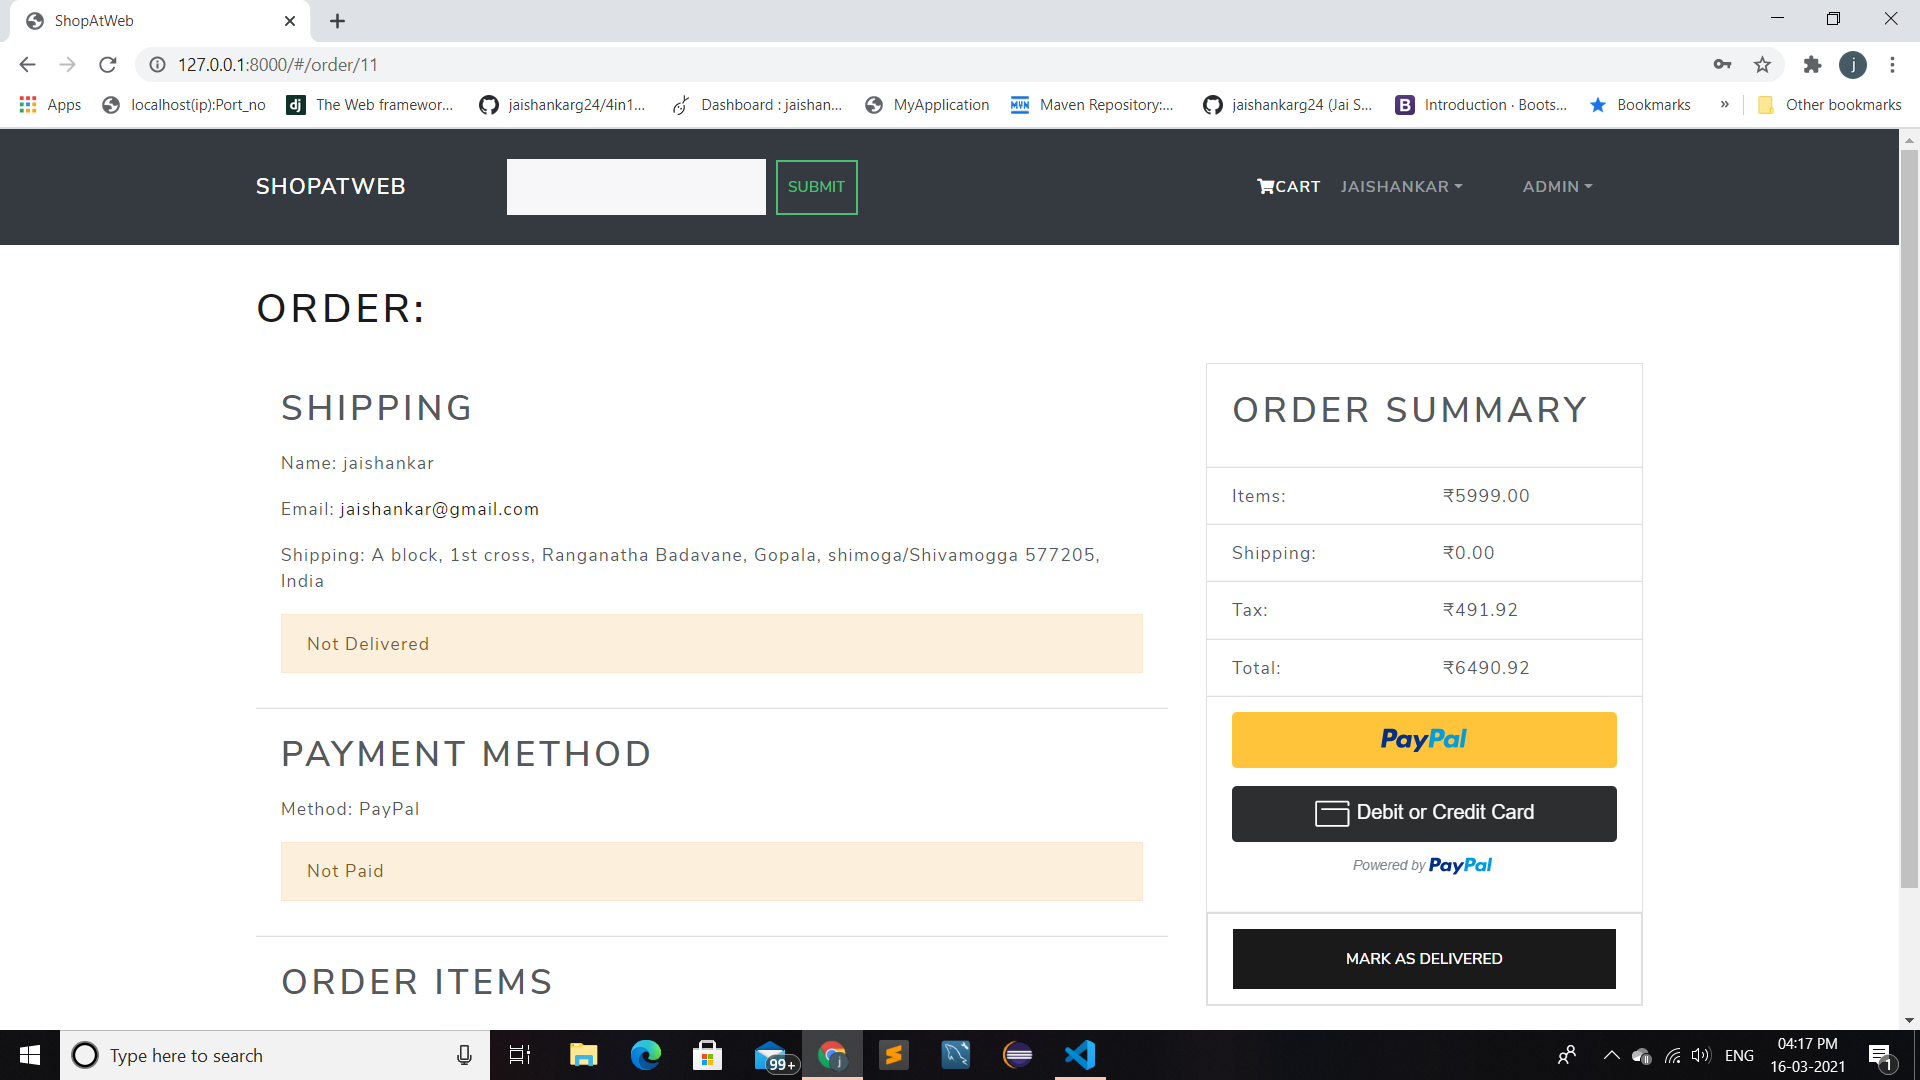 ShopAtWeb
127.0.0.1:8000/#/order/11
j
Apps
localhost(ip):Port_no
dj
The Web framewor...
jaishankarg24/4in1...
Dashboard : jaishan...
MyApplication
MVN
Maven Repository:...
jaishankarg24 (Jai S...
B
Introduction · Boots...
Bookmarks
»
Other bookmarks
SHOPATWEB
SUBMIT
CART
JAISHANKAR
ADMIN
ORDER:
SHIPPING
Name: jaishankar
Email: jaishankar@gmail.com
Shipping: A block, 1st cross, Ranganatha Badavane, Gopala, shimoga/Shivamogga 577205,
India
Not Delivered
PAYMENT METHOD
Method: PayPal
Not Paid
ORDER ITEMS
ORDER SUMMARY
Items: ₹5999.00
Shipping: ₹0.00
Tax: ₹491.92
Total: ₹6490.92
PayPal
Debit or Credit Card
Powered by PayPal
MARK AS DELIVERED
Type here to search
99+
j
ENG
04:17 PM
16-03-2021
1